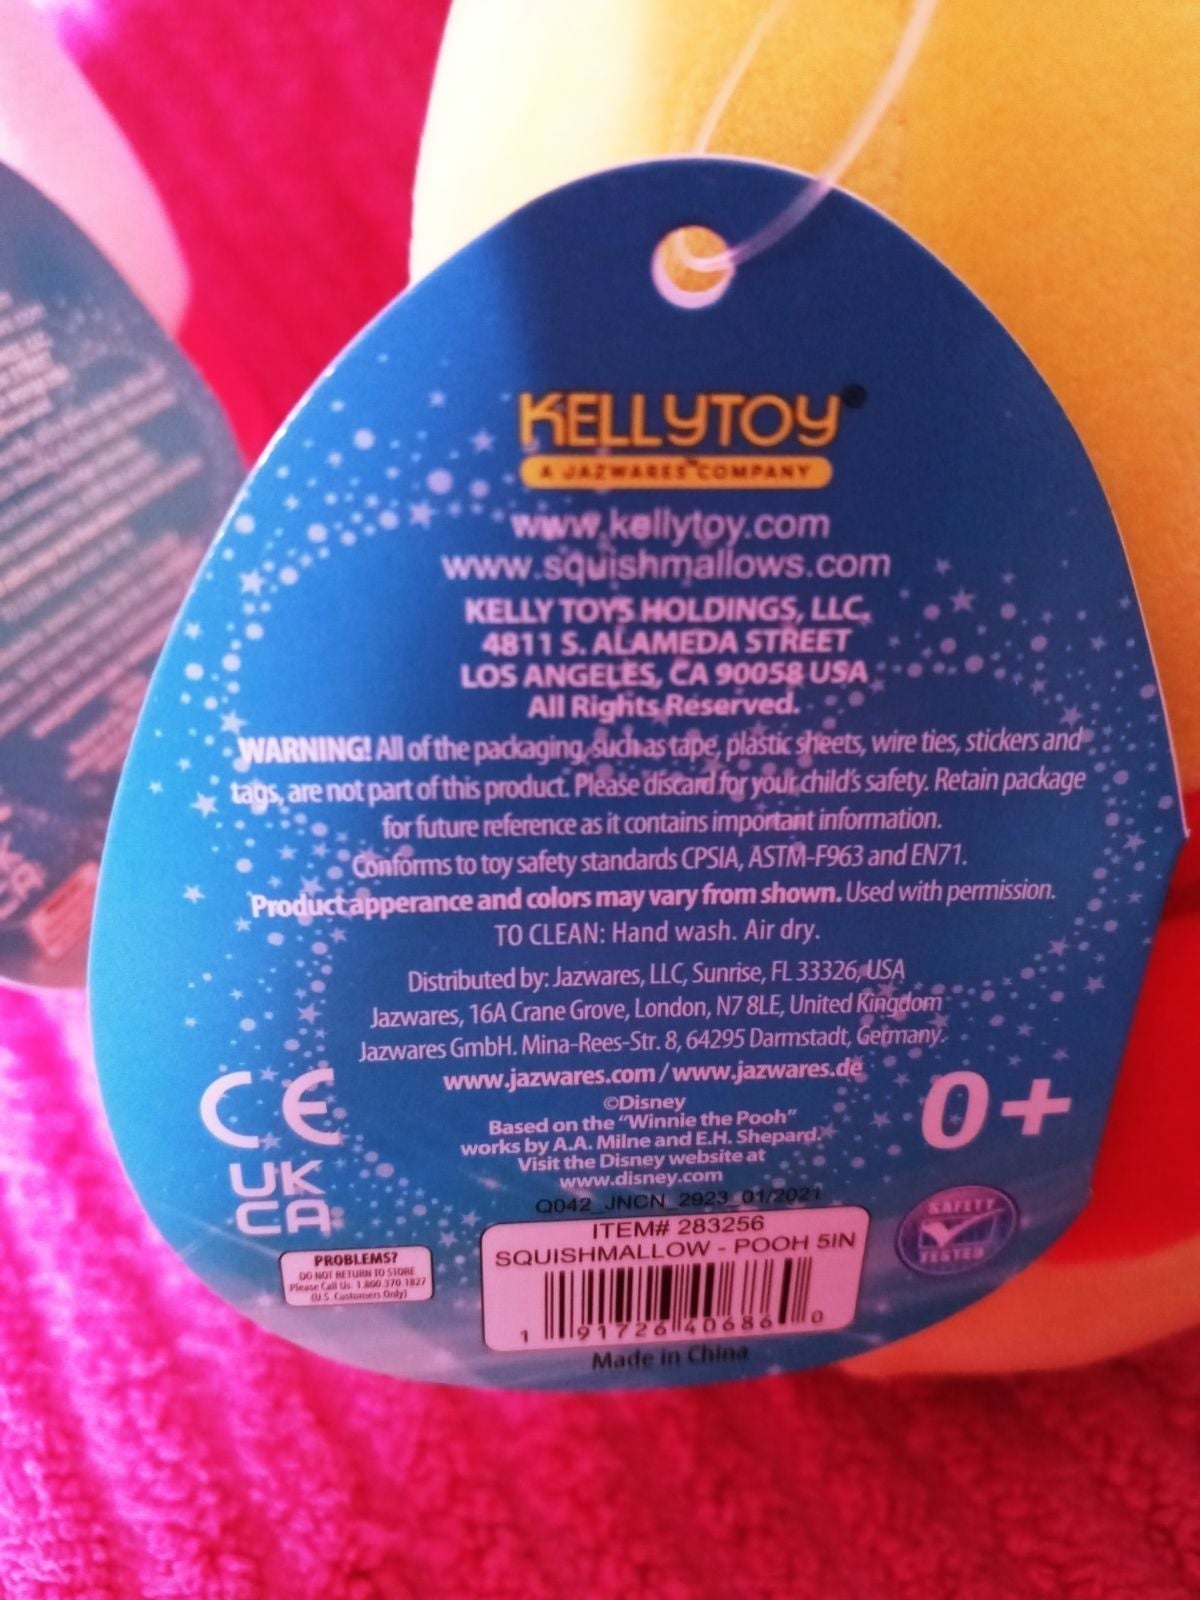 KELLYTOY®
A JAZWARES™ COMPANY
www.kellytoy.com
www.squishmallows.com
KELLY TOYS HOLDINGS, LLC,
4811 S. ALAMEDA STREET
LOS ANGELES, CA 90058 USA
All Rights Reserved.
WARNING! All of the packaging, such as tape, plastic sheets, wire ties, stickers and
tags, are not part of this product. Please discard for your child's safety. Retain package
for future reference as it contains important information.
Conforms to toy safety standards CPSIA, ASTM-F963 and EN71.
Product apperance and colors may vary from shown. Used with permission.
TO CLEAN: Hand wash. Air dry.
Distributed by: Jazwares, LLC, Sunrise, FL 33326, USA
Jazwares, 16A Crane Grove, London, N7 8LE, United Kingdom
Jazwares GmbH. Mina-Rees-Str. 8, 64295 Darmstadt, Germany.
www.jazwares.com / www.jazwares.de
©Disney
Based on the "Winnie the Pooh"
works by A.A. Milne and E.H. Shepard.
Visit the Disney website at
www.disney.com
CE
UK
CA
0+
Q042_JNCN_2923_01/2021
SAFETY
TESTED
PROBLEMS?
DO NOT RETURN TO STORE
Please Call Us: 1.800.370.1827
(U.S. Customers Only)
ITEM# 283256
SQUISHMALLOW - POOH 5IN
1 91726 40686 0
Made in China